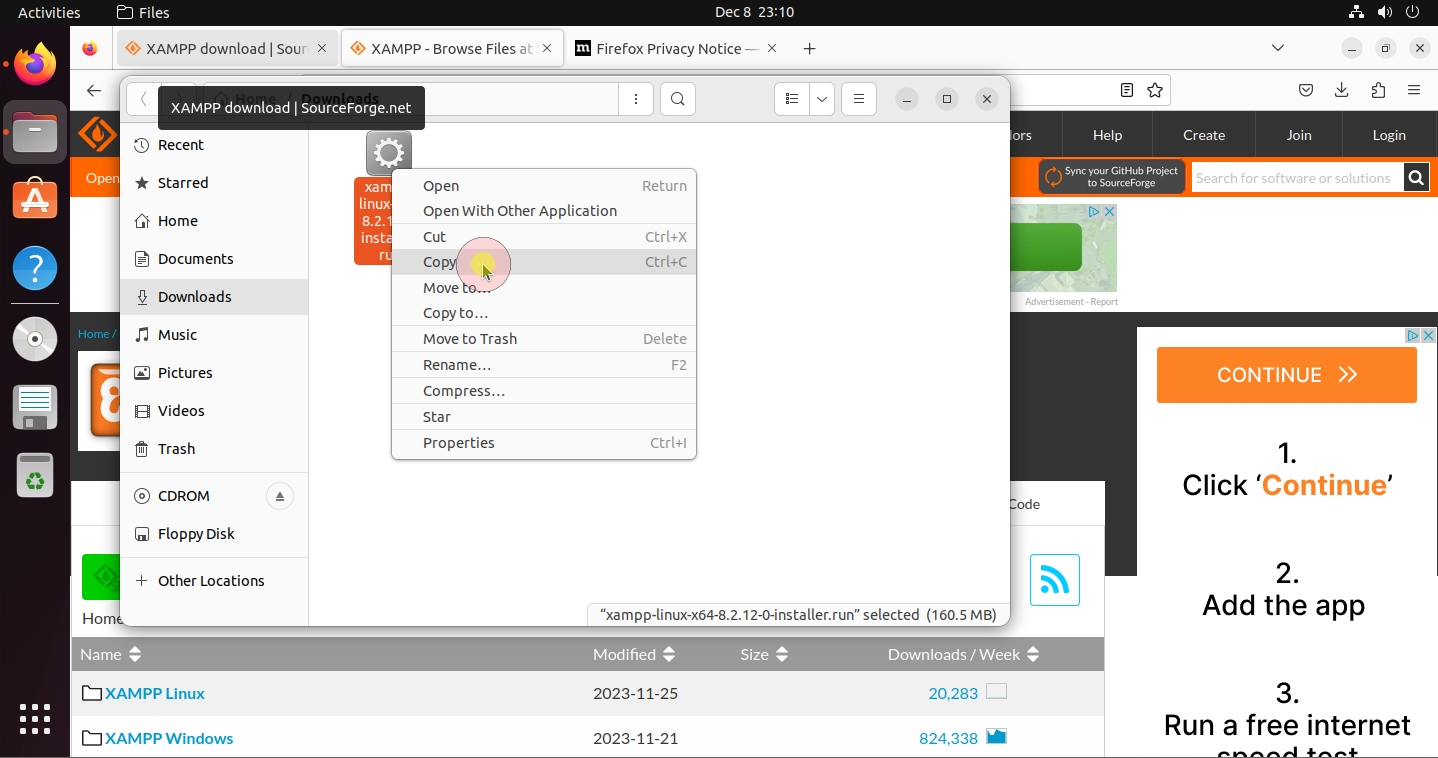 Activities
Files
Dec 8 23:10
XAMPP download | Sour
XAMPP - Browse Files at
Firefox Privacy Notice —
Home / Downloads
XAMPP download | SourceForge.net
Help
Create
Join
Login
Open
Sync your GitHub Project
to SourceForge
Search for software or solutions
Recent
Starred
Home
Documents
Downloads
Music
Pictures
Videos
Trash
CDROM
Floppy Disk
+ Other Locations
xam
linux-
8.2.1
insta
ru
Open Return
Open With Other Application
Cut Ctrl+X
Copy Ctrl+C
Move to...
Copy to...
Move to Trash Delete
Rename... F2
Compress...
Star
Properties Ctrl+I
"xampp-linux-x64-8.2.12-0-installer.run" selected (160.5 MB)
Advertisement - Report
Home /
Code
Home
Name
Modified
Size
Downloads / Week
XAMPP Linux
2023-11-25
20,283
XAMPP Windows
2023-11-21
824,338
CONTINUE >>
1.
Click ‘Continue’
2.
Add the app
3.
Run a free internet
speed test